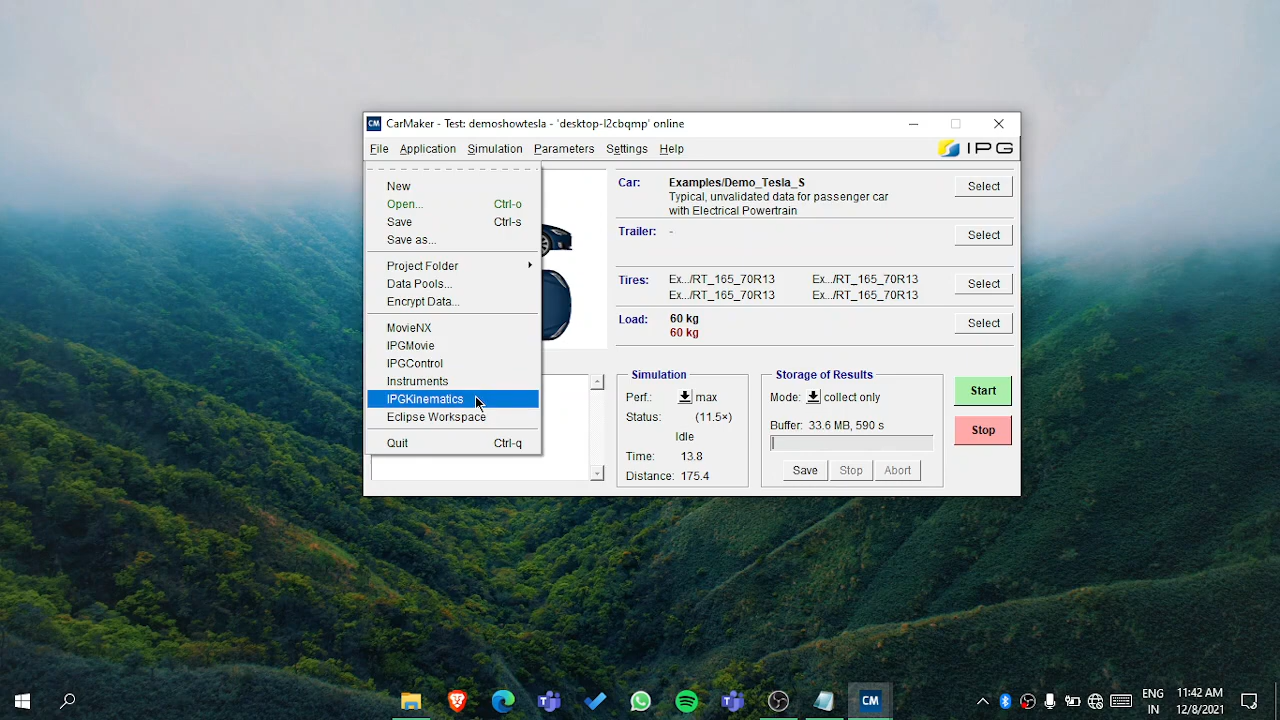 CM CarMaker - Test: demoshowtesla - 'desktop-l2cbqmp' online
File Application Simulation Parameters Settings Help IPG
New
Open... Ctrl-o
Save Ctrl-s
Save as...
Project Folder
Data Pools...
Encrypt Data...
MovieNX
IPGMovie
IPGControl
Instruments
IPGKinematics
Eclipse Workspace
Quit Ctrl-q
Car: Examples/Demo_Tesla_S Select
Typical, unvalidated data for passenger car
with Electrical Powertrain
Trailer: - Select
Tires: Ex.../RT_165_70R13 Ex.../RT_165_70R13 Select
Ex.../RT_165_70R13 Ex.../RT_165_70R13
Load: 60 kg Select
60 kg
Simulation
Perf.: max
Status: (11.5×)
Idle
Time: 13.8
Distance: 175.4
Storage of Results
Mode: collect only
Buffer: 33.6 MB, 590 s
Save Stop Abort
Start
Stop
CM
ENG
IN
11:42 AM
12/8/2021